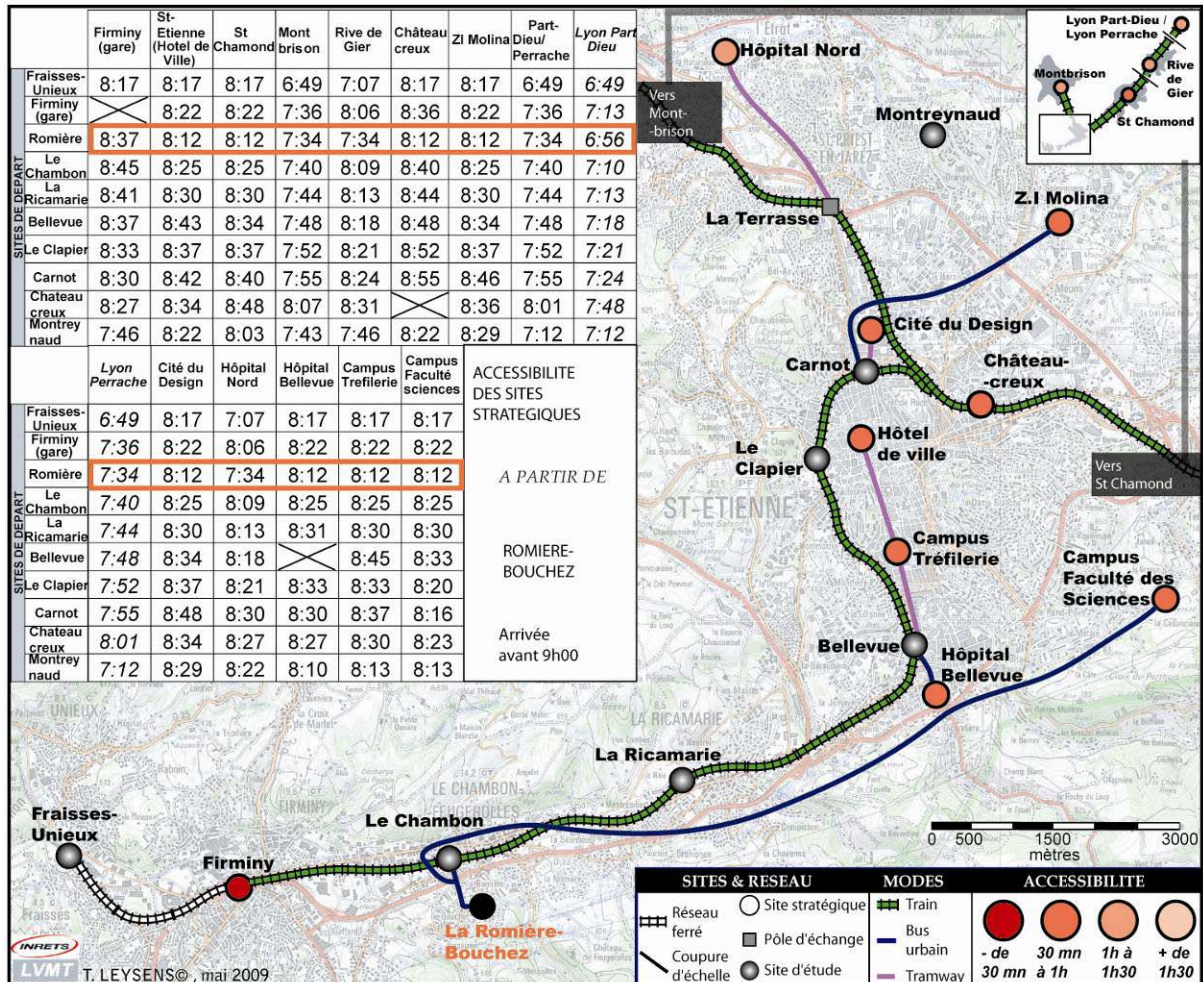 Firminy (gare) St-Etienne (Hotel de Ville) St Chamond Mont brison Rive de Gier Château creux ZI Molina Part-Dieu/ Perrache Lyon Part Dieu
SITES DE DEPART
Fraisses-Unieux 8:17 8:17 8:17 6:49 7:07 8:17 8:17 6:49 6:49
Firminy (gare) 8:22 8:22 7:36 8:06 8:36 8:22 7:36 7:13
Romière 8:37 8:12 8:12 7:34 7:34 8:12 8:12 7:34 6:56
Le Chambon 8:45 8:25 8:25 7:40 8:09 8:40 8:25 7:40 7:10
La Ricamarie 8:41 8:30 8:30 7:44 8:13 8:44 8:30 7:44 7:13
Bellevue 8:37 8:43 8:34 7:48 8:18 8:48 8:34 7:48 7:18
Le Clapier 8:33 8:37 8:37 7:52 8:21 8:52 8:37 7:52 7:21
Carnot 8:30 8:42 8:40 7:55 8:24 8:55 8:46 7:55 7:24
Chateau creux 8:27 8:34 8:48 8:07 8:31 8:36 8:01 7:48
Montrey naud 7:46 8:22 8:03 7:43 7:46 8:22 8:29 7:12 7:12
Lyon Perrache Cité du Design Hôpital Nord Hôpital Bellevue Campus Trefilerie Campus Faculté sciences
SITES DE DEPART
Fraisses-Unieux 6:49 8:17 7:07 8:17 8:17 8:17
Firminy (gare) 7:36 8:22 8:06 8:22 8:22 8:22
Romière 7:34 8:12 7:34 8:12 8:12 8:12
Le Chambon 7:40 8:25 8:09 8:25 8:25 8:25
La Ricamarie 7:44 8:30 8:13 8:31 8:30 8:30
Bellevue 7:48 8:34 8:18 8:45 8:33
Le Clapier 7:52 8:37 8:21 8:33 8:33 8:20
Carnot 7:55 8:48 8:30 8:30 8:37 8:16
Chateau creux 8:01 8:34 8:27 8:27 8:30 8:23
Montrey naud 7:12 8:29 8:22 8:10 8:13 8:13
ACCESSIBILITE
DES SITES
STRATEGIQUES
A PARTIR DE
ROMIERE-
BOUCHEZ
Arrivée
avant 9h00
Hôpital Nord
Vers
Mont-
-brison
Montreynaud
Lyon Part-Dieu /
Lyon Perrache
Montbrison
Rive
de
Gier
St Chamond
La Terrasse
Z.I Molina
Cité du Design
Carnot
Château-
-creux
Hôtel
de ville
Le
Clapier
Vers
St Chamond
ST-ÉTIENNE
Campus
Tréfilerie
Campus
Faculté des
Sciences
Bellevue
Hôpital
Bellevue
LA RICAMARIE
La Ricamarie
UNIEUX
FIRMINY
LE CHAMBON
FEUGEROLLES
Fraisses-
Unieux
Le Chambon
Firminy
La Romière-
Bouchez
0 500 1500 3000
mètres
SITES & RESEAU
Réseau
ferré
Coupure
d'échelle
Site stratégique
Pôle d'échange
Site d'étude
MODES
Train
Bus
urbain
Tramway
ACCESSIBILITE
- de
30 mn
30 mn
à 1h
1h à
1h30
+ de
1h30
INRETS
LVMT
T. LEYSENS© , mai 2009